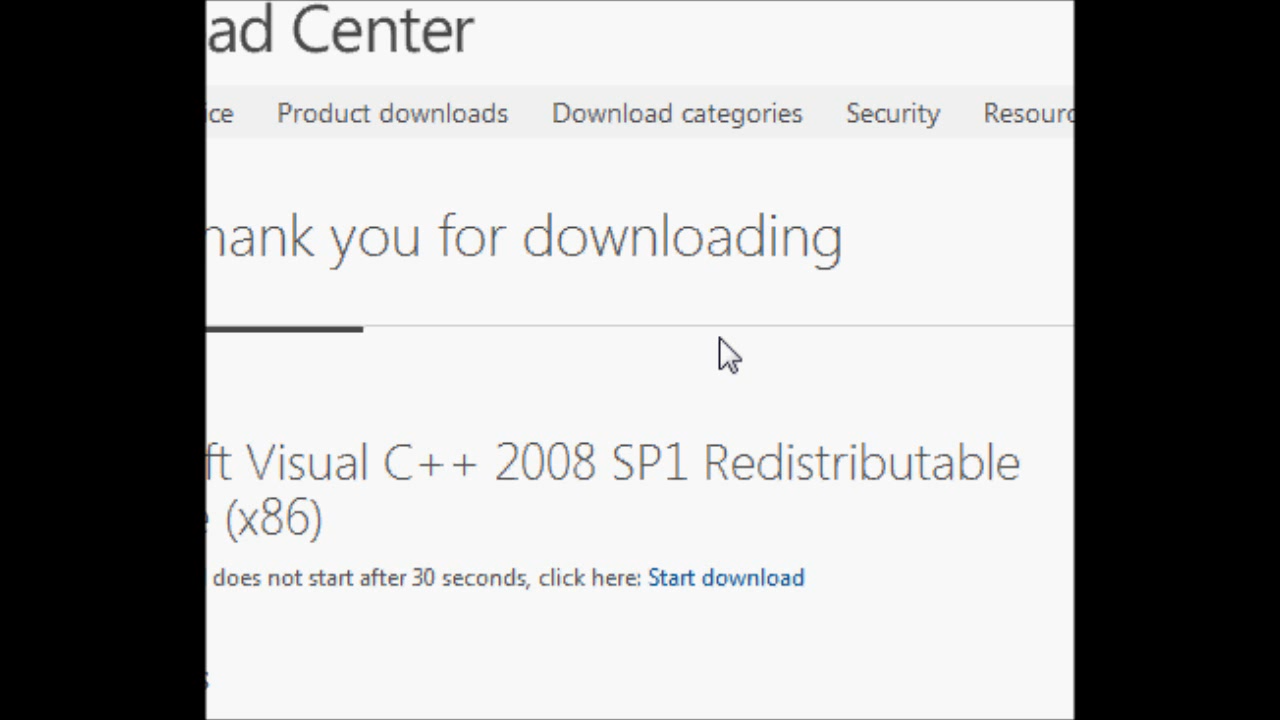 ad Center
ice Product downloads Download categories Security Resourc
hank you for downloading
ft Visual C++ 2008 SP1 Redistributable
e (x86)
does not start after 30 seconds, click here: Start download
s